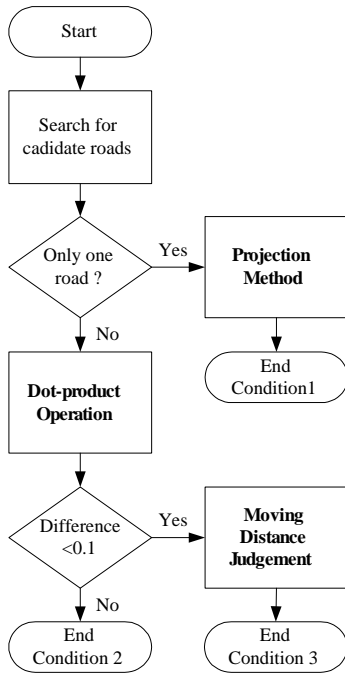 Start
Search for
cadidate roads
Only one
road ?
Yes
Projection
Method
No
End
Condition1
Dot-product
Operation
Difference
<0.1
Yes
Moving
Distance
Judgement
No
End
Condition 2
End
Condition 3